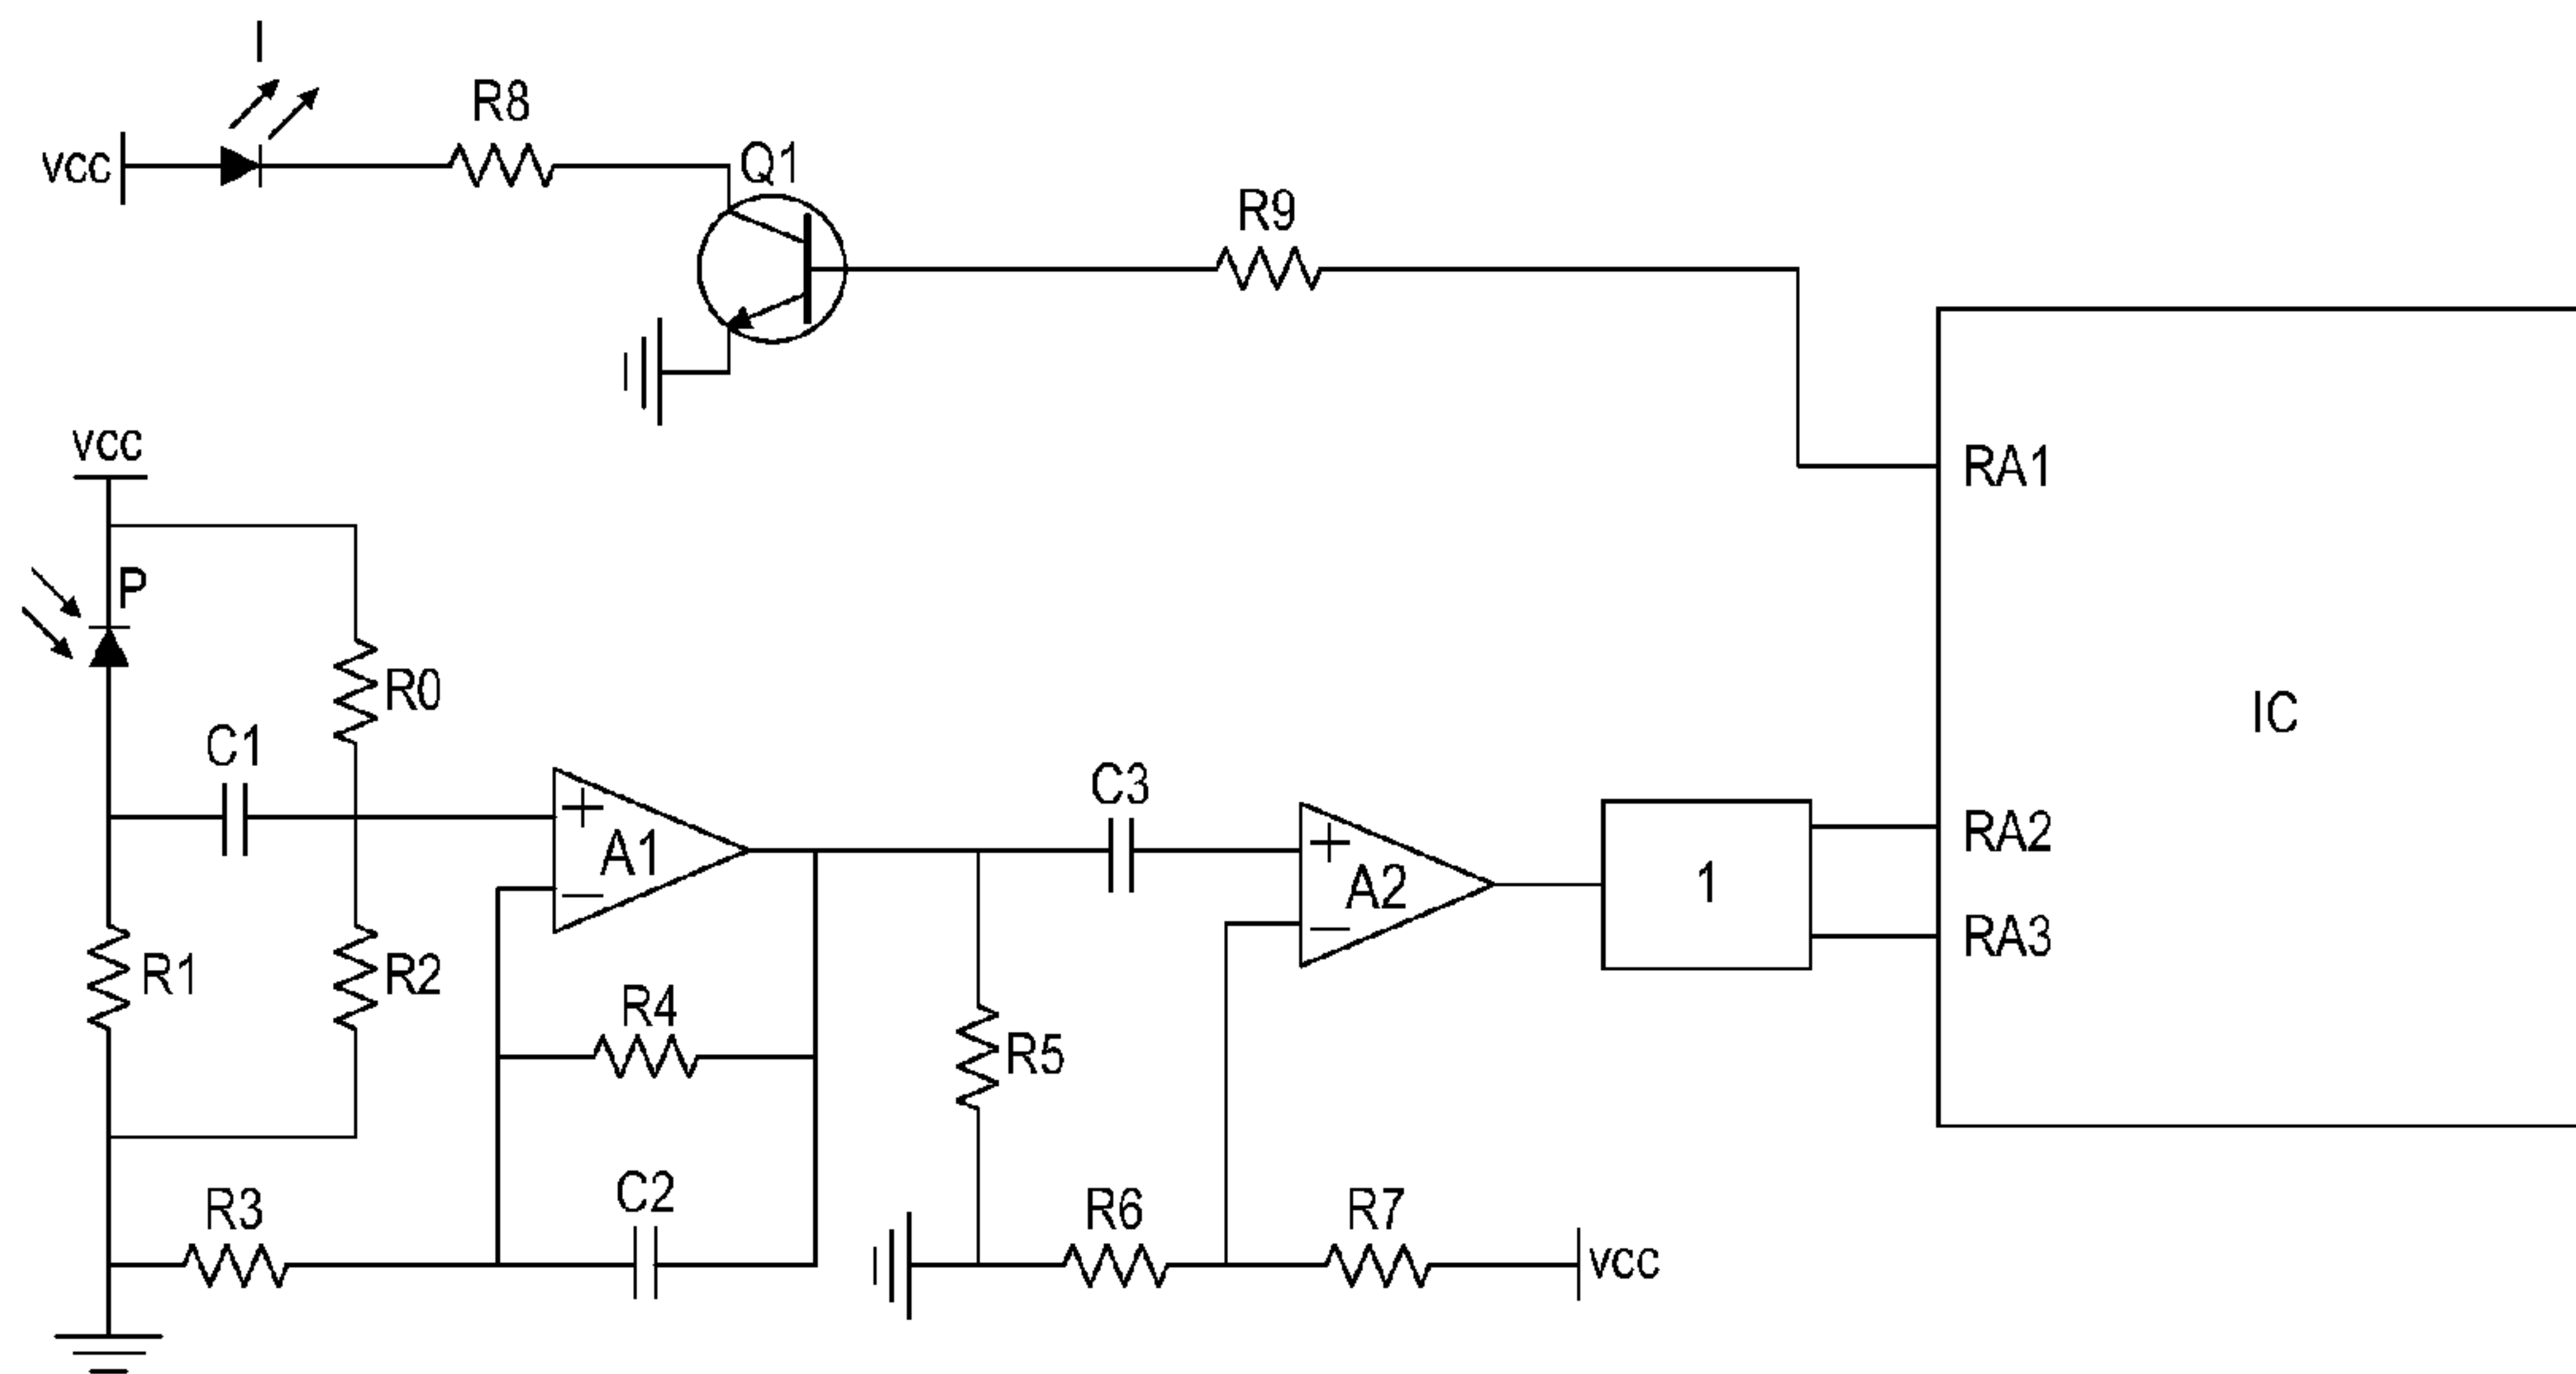 I
R8
vcc
Q1
R9
vcc
RA1
P
R0
IC
C1
C3
+
A1
−
+
A2
−
1
RA2
RA3
R1
R2
R4
R5
R3
C2
R6
R7
vcc